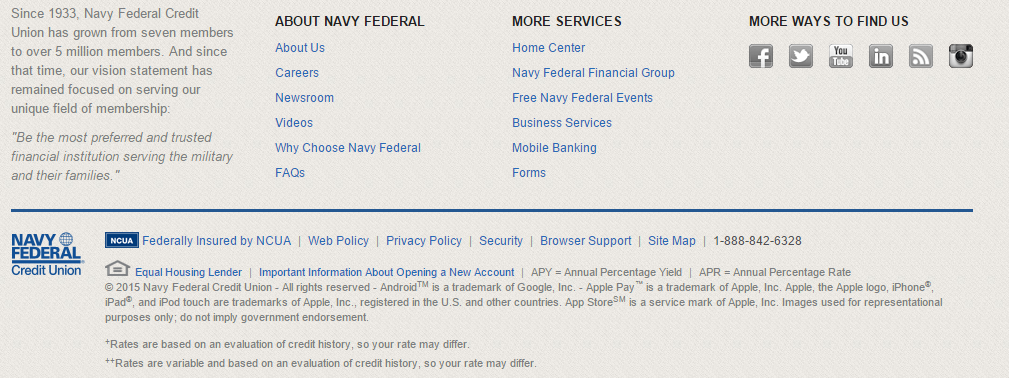 Since 1933, Navy Federal Credit
Union has grown from seven members
to over 5 million members. And since
that time, our vision statement has
remained focused on serving our
unique field of membership:
"Be the most preferred and trusted
financial institution serving the military
and their families."
ABOUT NAVY FEDERAL
About Us
Careers
Newsroom
Videos
Why Choose Navy Federal
FAQs
MORE SERVICES
Home Center
Navy Federal Financial Group
Free Navy Federal Events
Business Services
Mobile Banking
Forms
MORE WAYS TO FIND US
You Tube
in
NAVY
FEDERAL
Credit Union
NCUA Federally Insured by NCUA | Web Policy | Privacy Policy | Security | Browser Support | Site Map | 1-888-842-6328
Equal Housing Lender | Important Information About Opening a New Account | APY = Annual Percentage Yield | APR = Annual Percentage Rate
© 2015 Navy Federal Credit Union - All rights reserved - Android™ is a trademark of Google, Inc. - Apple Pay™ is a trademark of Apple, Inc. Apple, the Apple logo, iPhone®,
iPad®, and iPod touch are trademarks of Apple, Inc., registered in the U.S. and other countries. App Store℠ is a service mark of Apple, Inc. Images used for representational
purposes only; do not imply government endorsement.
+Rates are based on an evaluation of credit history, so your rate may differ.
++Rates are variable and based on an evaluation of credit history, so your rate may differ.